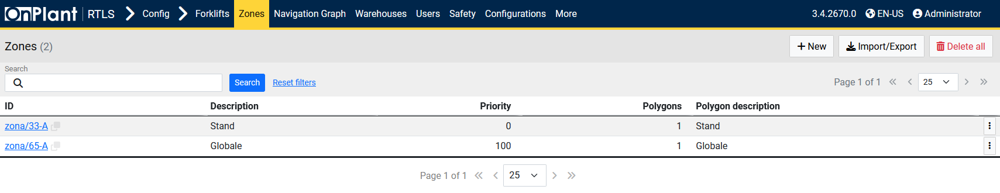 OnPlant RTLS Config Forklifts Zones Navigation Graph Warehouses Users Safety Configurations More 3.4.2670.0 EN-US Administrator
Zones (2) New Import/Export Delete all
Search
Search Reset filters Page 1 of 1 25
ID Description Priority Polygons Polygon description
zona/33-A Stand 0 1 Stand
zona/65-A Globale 100 1 Globale
Page 1 of 1 25